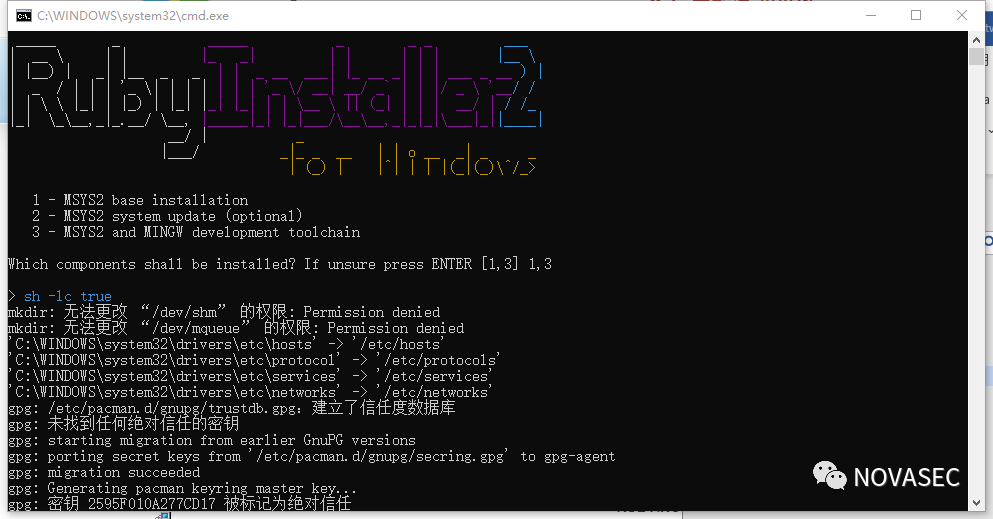 C:\WINDOWS\system32\cmd.exe
RubyInstaller2
for Windows
1 - MSYS2 base installation
2 - MSYS2 system update (optional)
3 - MSYS2 and MINGW development toolchain
Which components shall be installed? If unsure press ENTER [1,3] 1,3
> sh -lc true
mkdir: 无法更改 “/dev/shm” 的权限: Permission denied
mkdir: 无法更改 “/dev/mqueue” 的权限: Permission denied
'C:\WINDOWS\system32\drivers\etc\hosts' -> '/etc/hosts'
'C:\WINDOWS\system32\drivers\etc\protocol' -> '/etc/protocols'
'C:\WINDOWS\system32\drivers\etc\services' -> '/etc/services'
'C:\WINDOWS\system32\drivers\etc\networks' -> '/etc/networks'
gpg: /etc/pacman.d/gnupg/trustdb.gpg：建立了信任度数据库
gpg: 未找到任何绝对信任的密钥
gpg: starting migration from earlier GnuPG versions
gpg: porting secret keys from '/etc/pacman.d/gnupg/secring.gpg' to gpg-agent
gpg: migration succeeded
gpg: Generating pacman keyring master key...
gpg: 密钥 2595F010A277CD17 被标记为绝对信任
NOVASEC